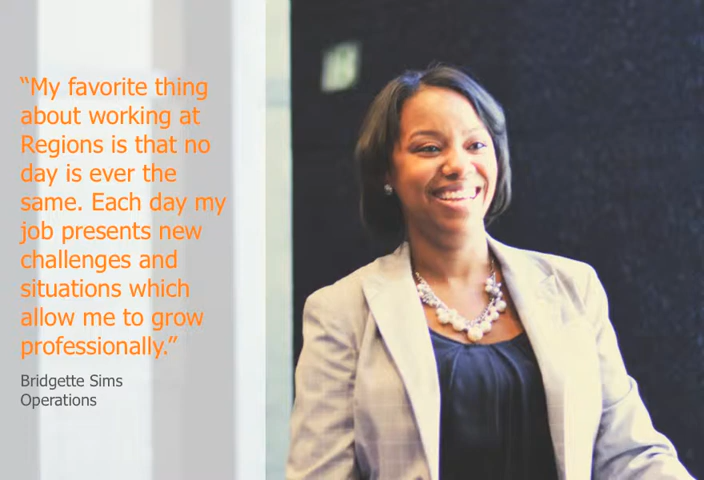 “My favorite thing
about working at
Regions is that no
day is ever the
same. Each day my
job presents new
challenges and
situations which
allow me to grow
professionally.”
Bridgette Sims
Operations